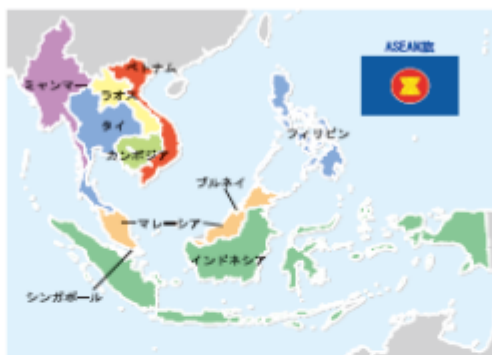 ASEAN旗
ベトナム
ミャンマー
ラオス
タイ
フィリピン
カンボジア
ブルネイ
マレーシア
インドネシア
シンガポール